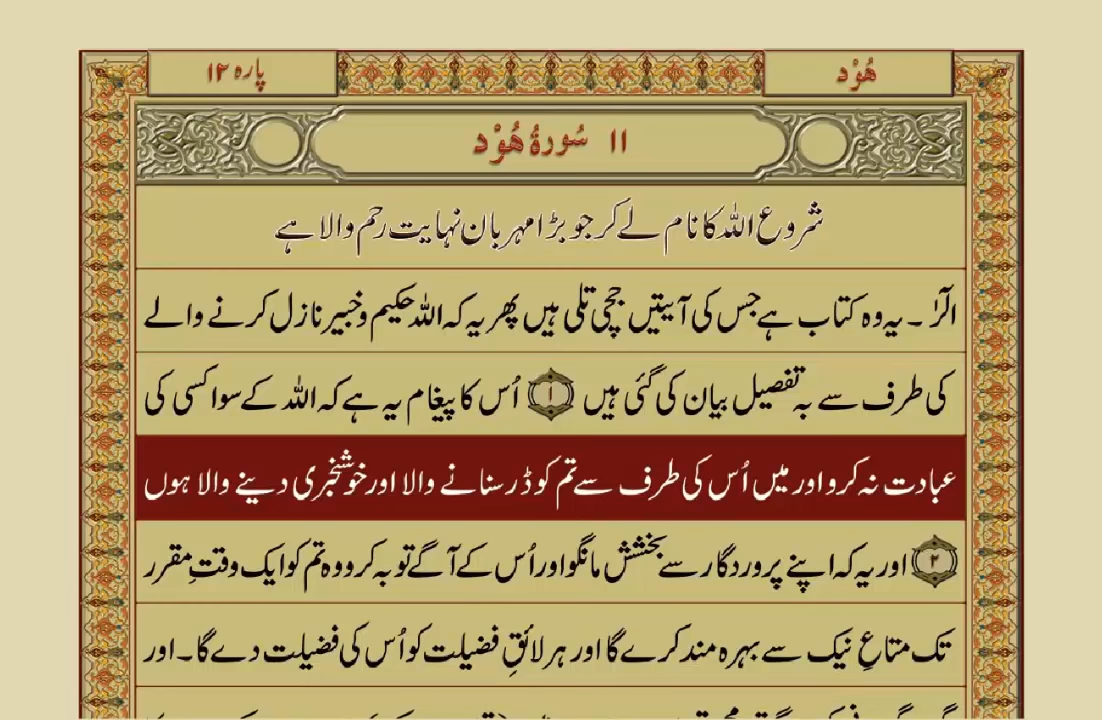 ھُوْد
پارہ ۱۲
۱۱ سُورۃُ ھُوْد
شروع اللہ کا نام لے کر جو بڑا مہربان نہایت رحم والا ہے
الٓرٰ ۔ یہ وہ کتاب ہے جس کی آیتیں جچی تلی ہیں پھر یہ کہ اللہ حکیم و خبیر نازل کرنے والے
کی طرف سے بہ تفصیل بیان کی گئی ہیں ۱ اُس کا پیغام یہ ہے کہ اللہ کے سوا کسی کی
عبادت نہ کرو اور میں اُس کی طرف سے تم کو ڈر سنانے والا اور خوشخبری دینے والا ہوں
۲ اور یہ کہ اپنے پروردگار سے بخشش مانگو اور اُس کے آگے توبہ کرو وہ تم کو ایک وقتِ مقرر
تک متاعِ نیک سے بہرہ مند کرے گا اور ہر لائقِ فضیلت کو اُس کی فضیلت دے گا۔ اور